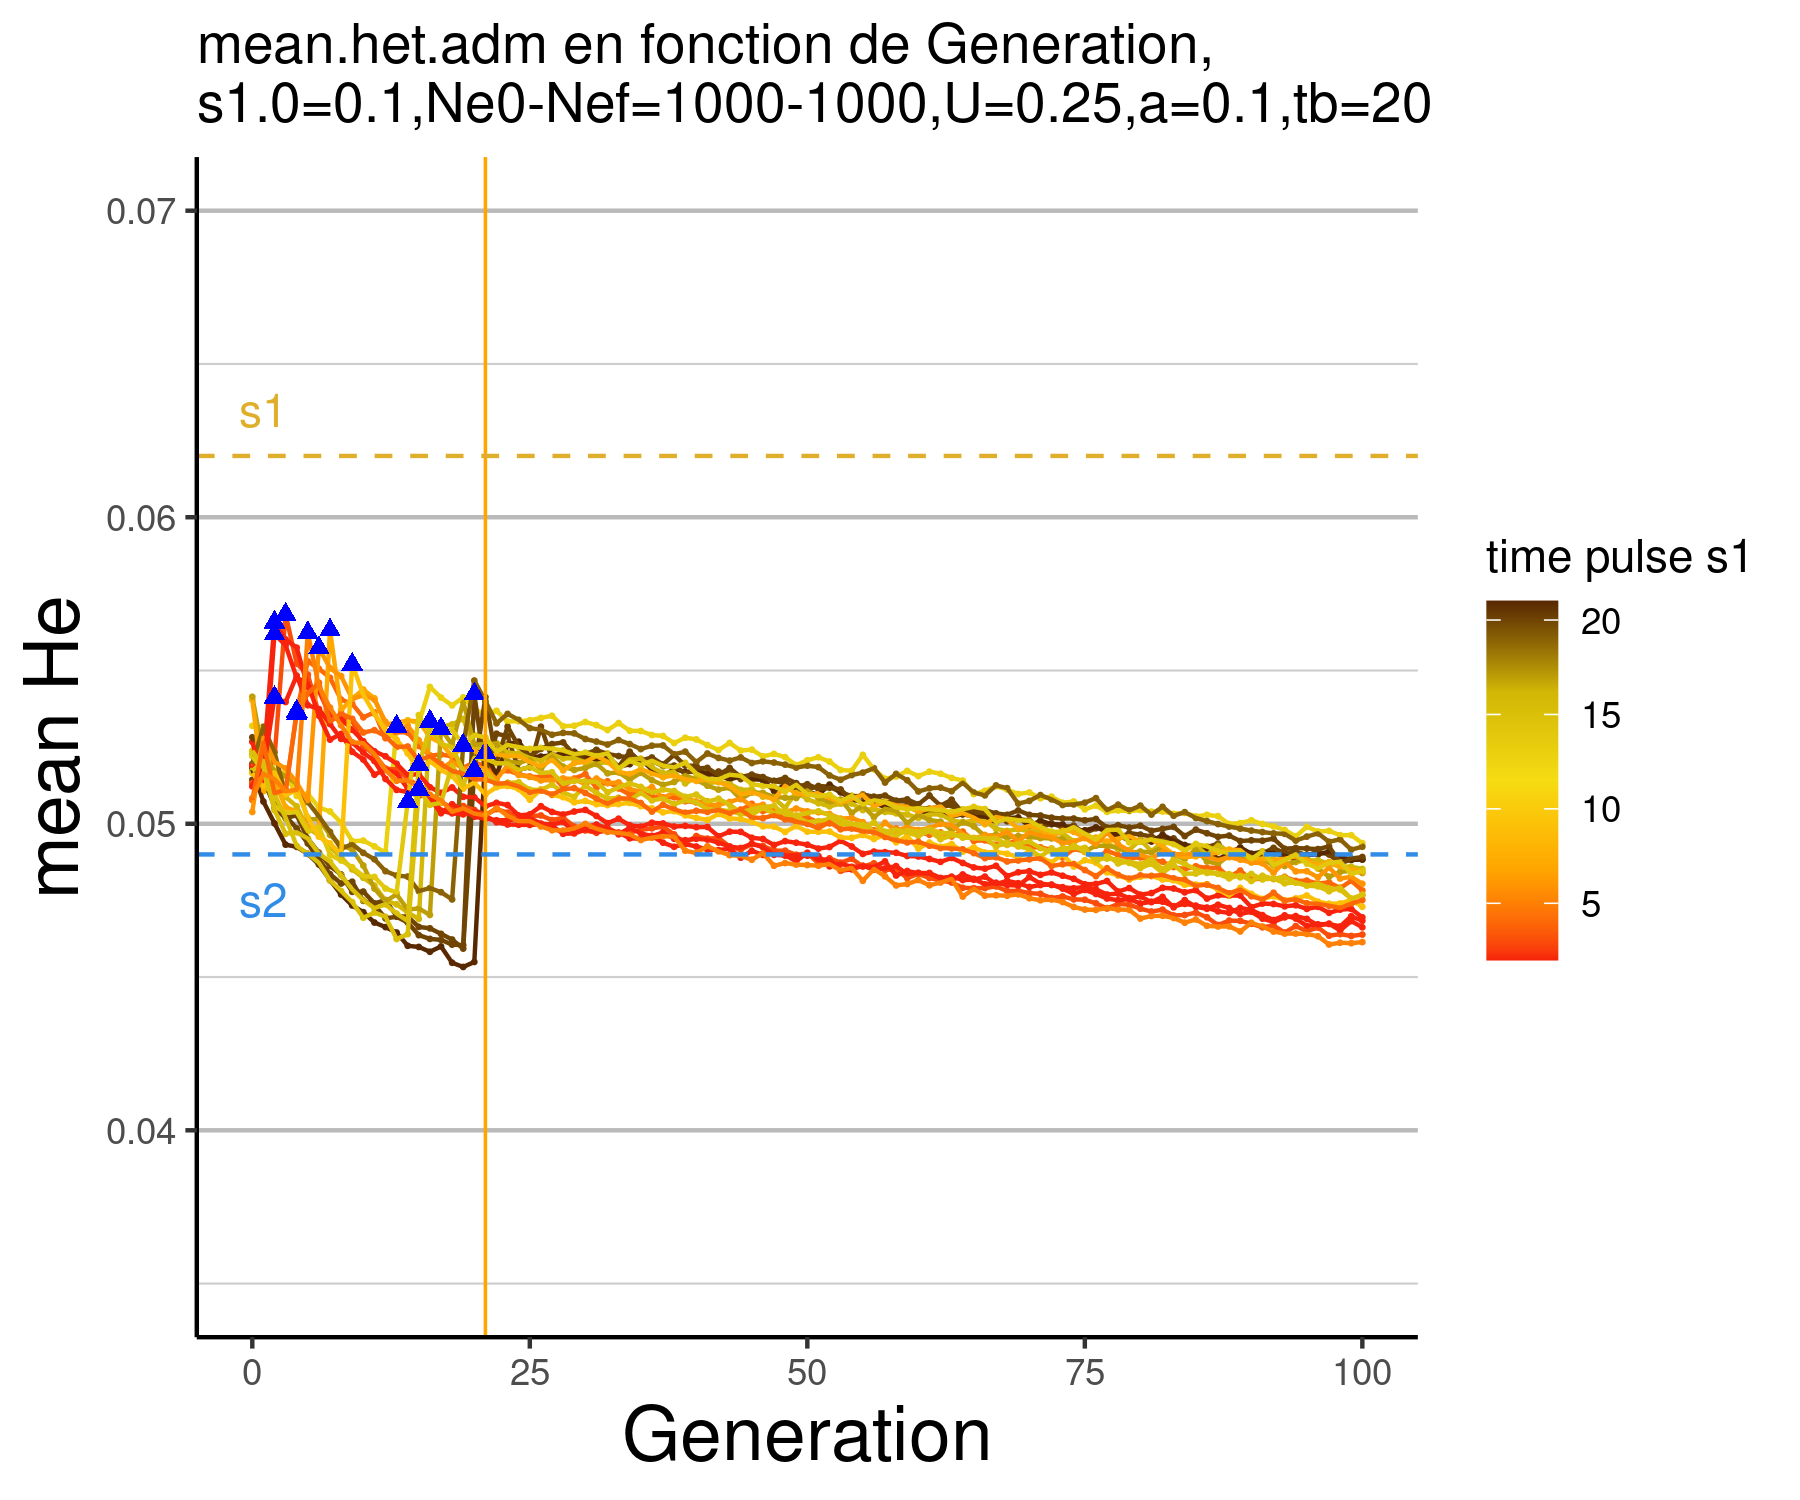 mean.het.adm en fonction de Generation,
s1.0=0.1,Ne0-Nef=1000-1000,U=0.25,a=0.1,tb=20
0.07
s1
0.06
time pulse s1
20
15
10
5
mean He
0.05
s2
0.04
0
25
50
75
100
Generation